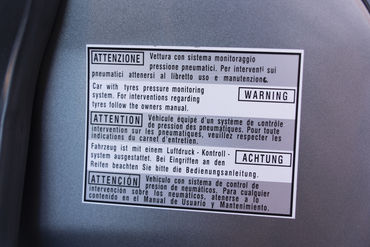 ATTENZIONE Vettura con sistema monitoraggio
pressione pneumatici. Per interventi sui
pneumatici attenersi al libretto uso e manutenzione.
Car with tyres pressure monitoring
system. For interventions regarding WARNING
tyres follow the owners manual.
ATTENTION Véhicule équipé d'un système de contrôle
de pression des pneumatiques. Pour toute
intervention sur les pneumatiques, veuillez respecter les
indications du carnet d'entretien.
Fahrzeug ist mit einem Luftdruck - Kontroll -
system ausgestattet. Bei Eingriffen an den ACHTUNG
Reifen beachten Sie bitte die Bedienungsanleitung.
ATENCIÓN Vehículo con sistema de control de
presión de neumáticos. Para cualquier
intervención sobre los neumáticos, atenerse a lo
contenido en el Manual de Usuario y Mantenimiento.